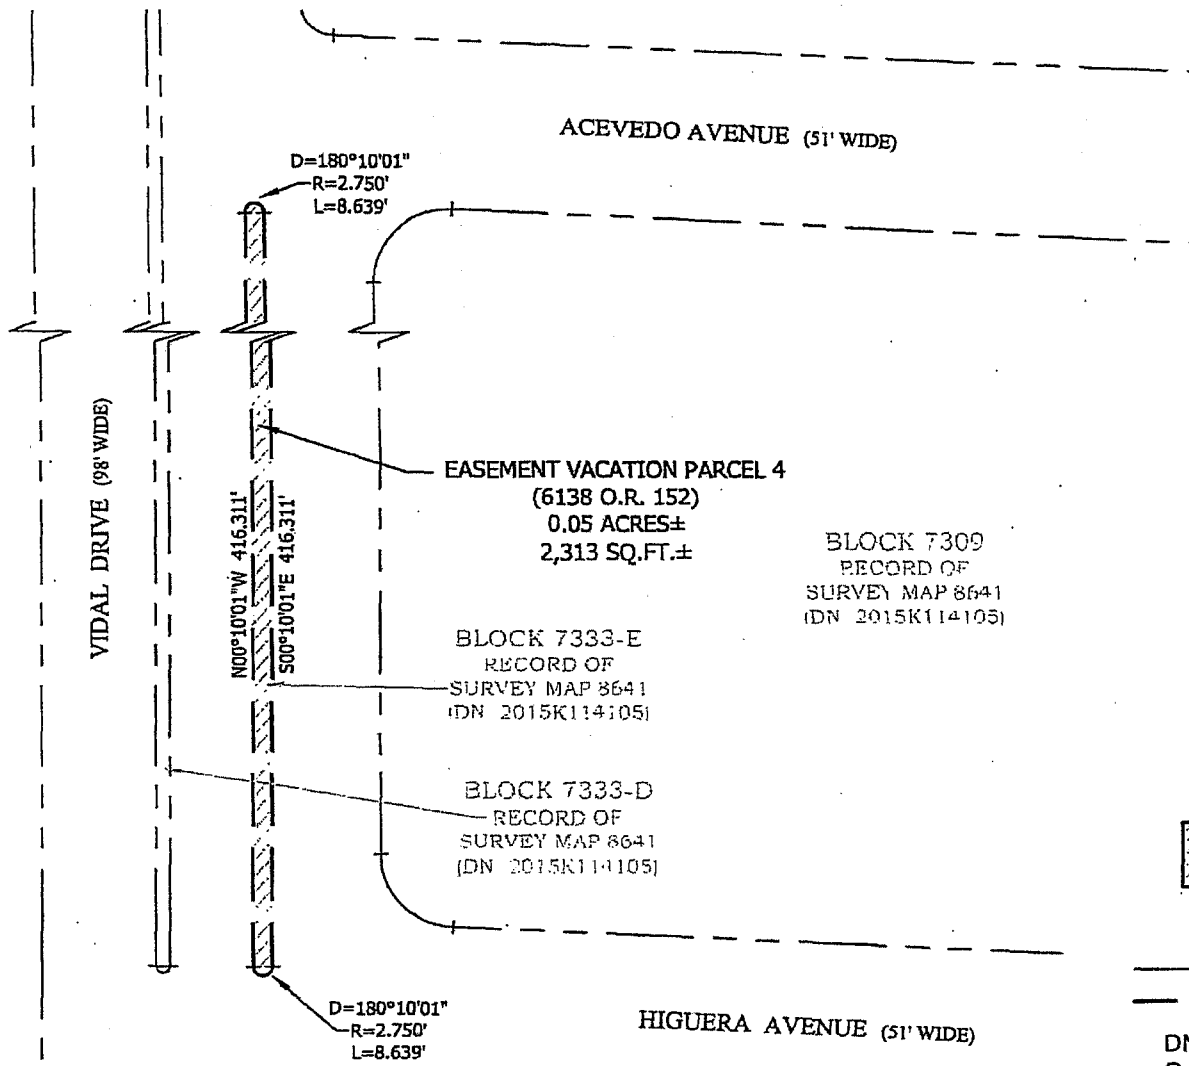 ACEVEDO AVENUE (51' WIDE)
D=180°10'01"
R=2.750'
L=8.639'
VIDAL DRIVE (98' WIDE)
N00°10'01"W 416.311'
S00°10'01"E 416.311'
EASEMENT VACATION PARCEL 4
(6138 O.R. 152)
0.05 ACRES±
2,313 SQ.FT.±
BLOCK 7309
RECORD OF
SURVEY MAP 8641
(DN 2015K114105)
BLOCK 7333-E
RECORD OF
SURVEY MAP 8641
(DN 2015K114105)
BLOCK 7333-D
RECORD OF
SURVEY MAP 8641
(DN 2015K114105)
D=180°10'01"
R=2.750'
L=8.639'
HIGUERA AVENUE (51' WIDE)
DN